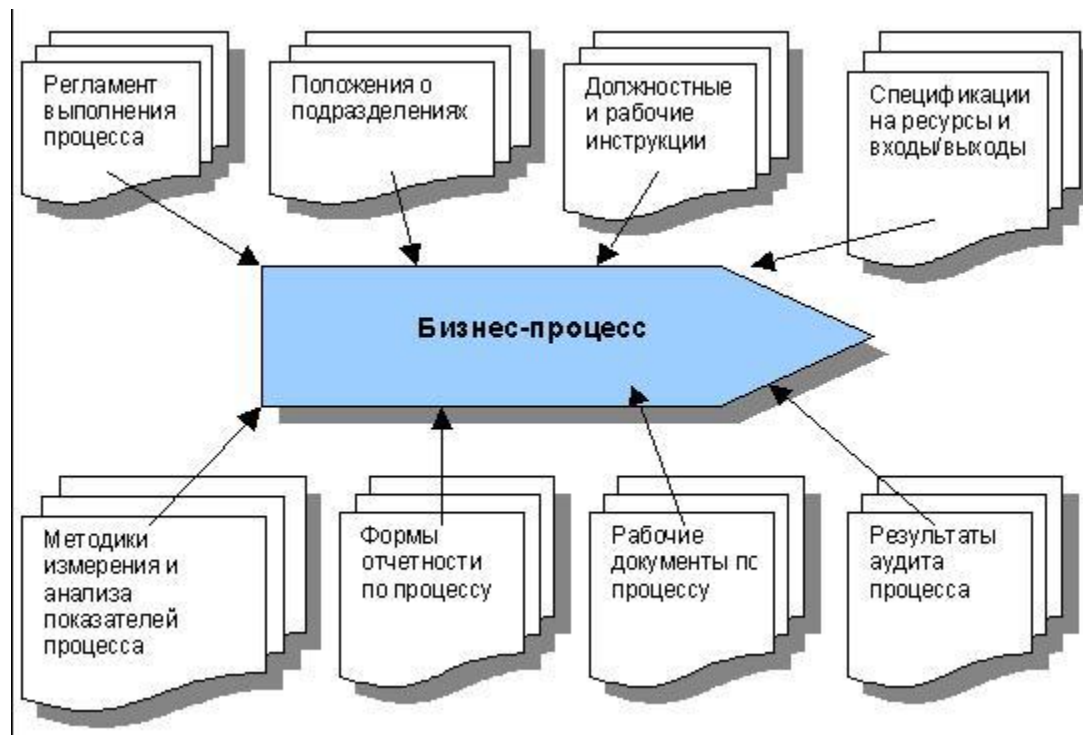 Регламент
выполнения
процесса
Положения о
подразделениях
Должностные
и рабочие
инструкции
Спецификации
на ресурсы и
входы/выходы
Бизнес-процесс
Методики
измерения и
анализа
показателей
процесса
Формы
отчетности
по процессу
Рабочие
документы по
процессу
Результаты
аудита
процесса